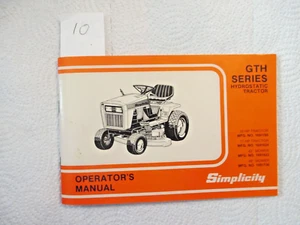 10
GTH
SERIES
HYDROSTATIC
TRACTOR
OPERATOR'S
MANUAL
Simplicity